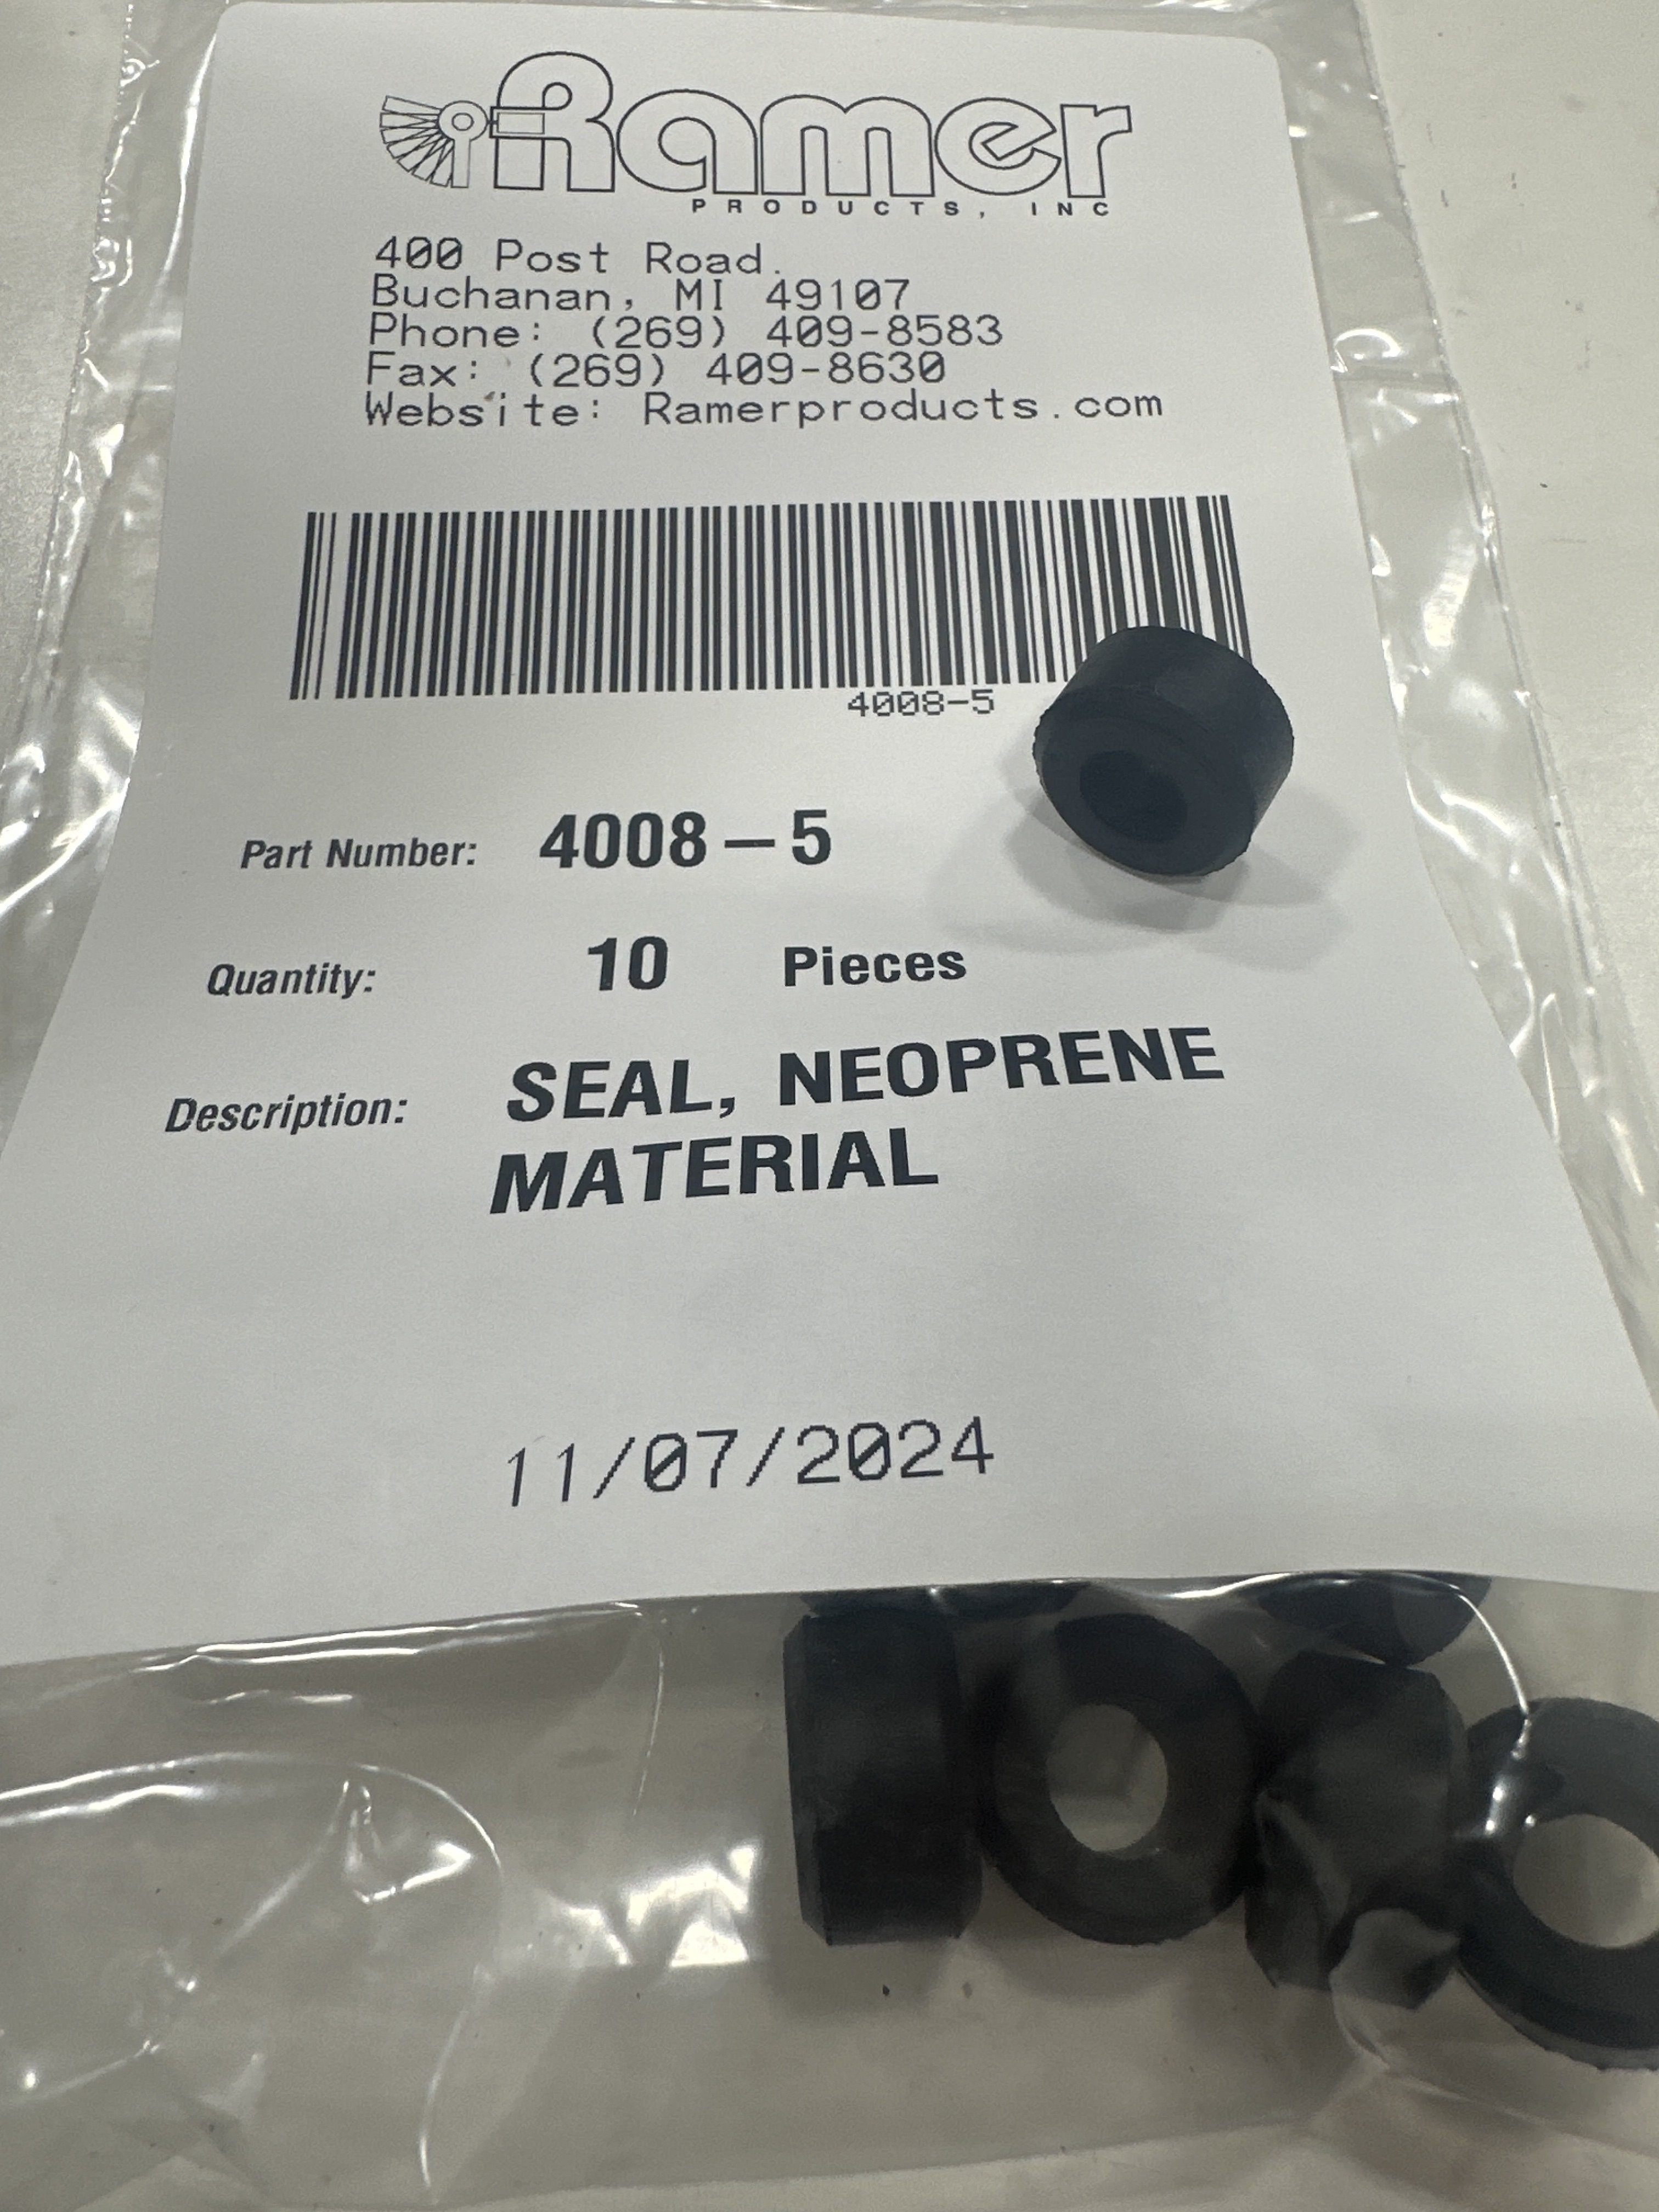 Ramer
PRODUCTS, INC
400 Post Road.
Buchanan, MI 49107
Phone: (269) 409-8583
Fax: (269) 409-8630
Website: Ramerproducts.com
4008-5
Part Number: 4008-5
Quantity: 10 Pieces
Description: SEAL, NEOPRENE
MATERIAL
11/07/2024